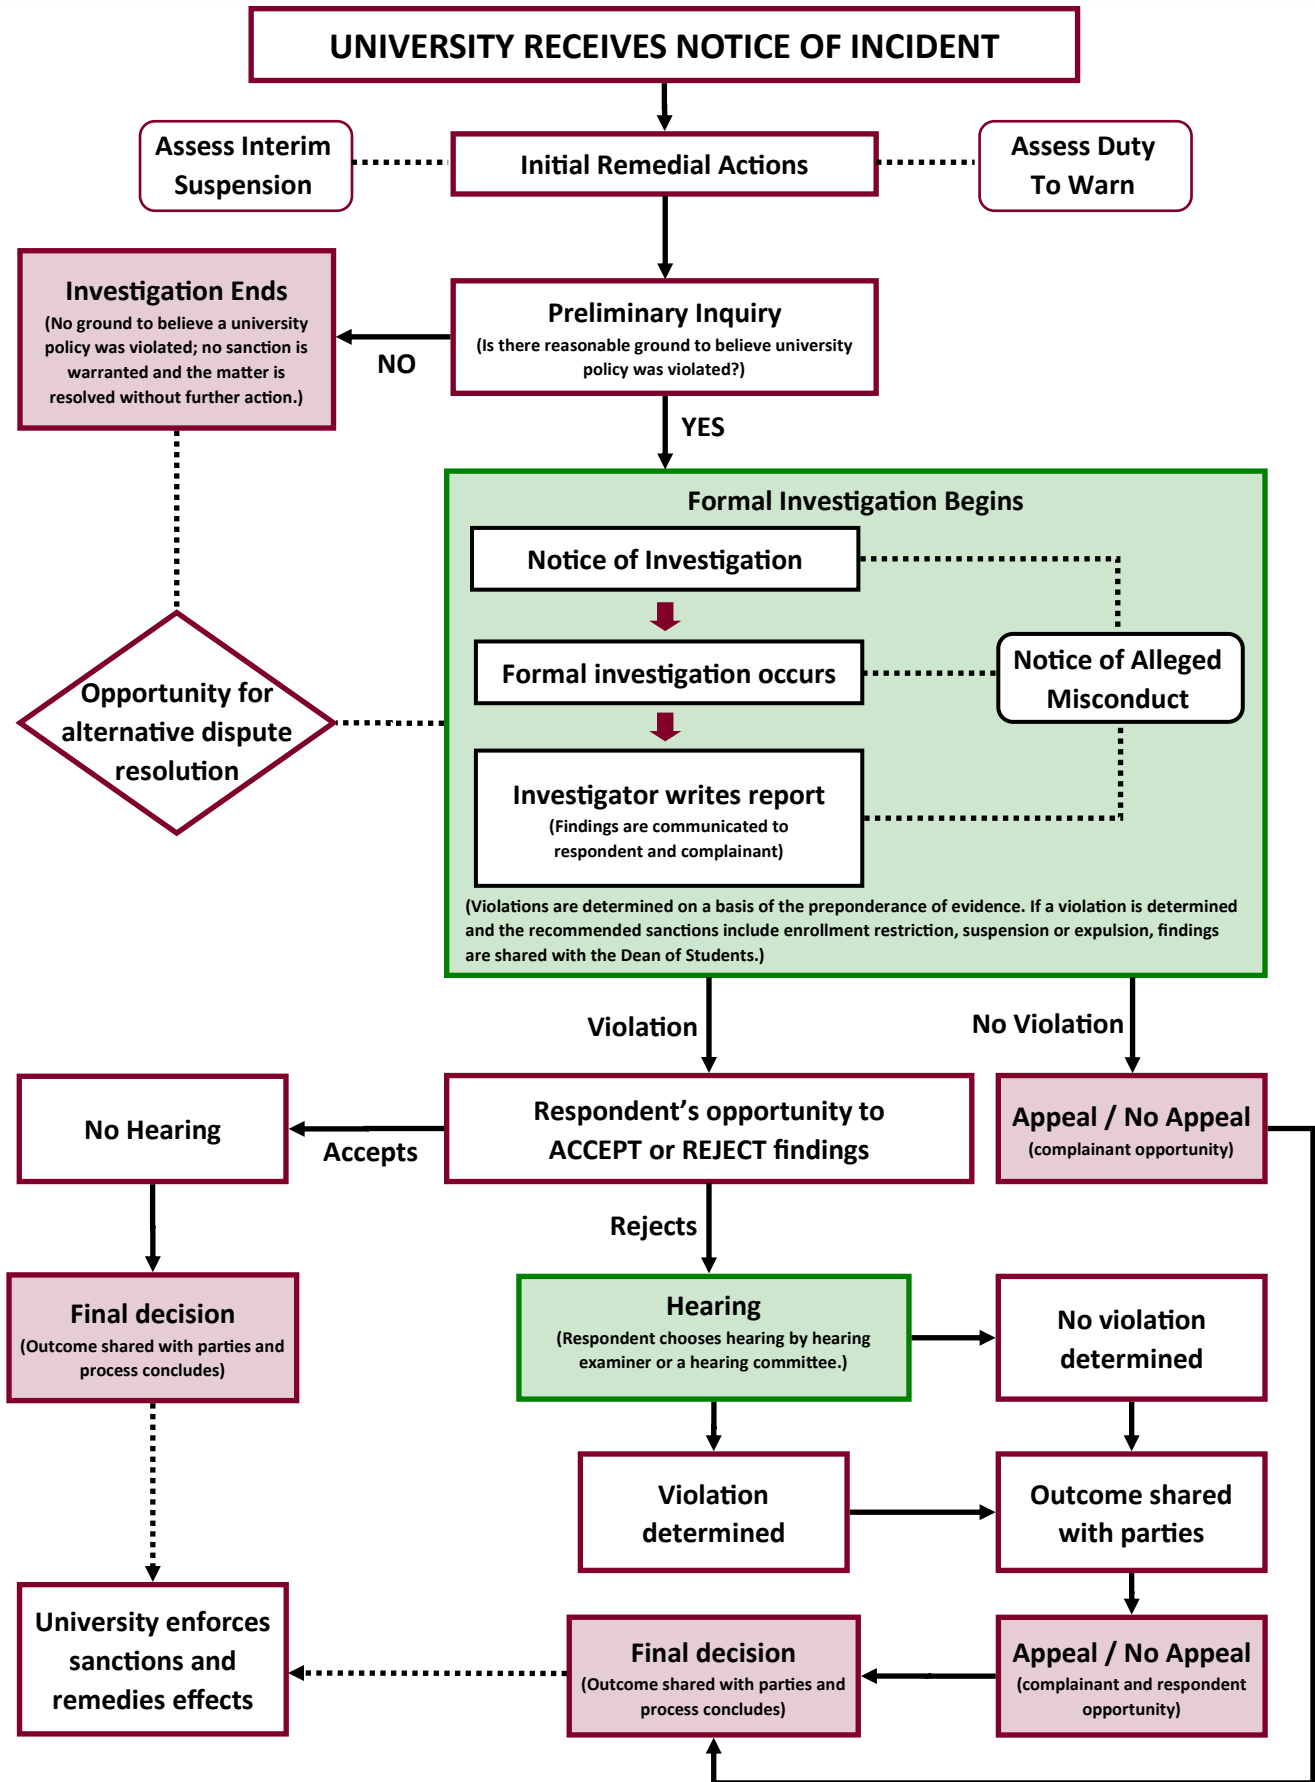 UNIVERSITY RECEIVES NOTICE OF INCIDENT
Assess Interim
Suspension
Initial Remedial Actions
Assess Duty
To Warn
Investigation Ends
(No ground to believe a university
policy was violated; no sanction is
warranted and the matter is
resolved without further action.)
NO
Preliminary Inquiry
(Is there reasonable ground to believe university
policy was violated?)
YES
Formal Investigation Begins
Notice of Investigation
Formal investigation occurs
Notice of Alleged
Misconduct
Opportunity for
alternative dispute
resolution
Investigator writes report
(Findings are communicated to
respondent and complainant)
(Violations are determined on a basis of the preponderance of evidence. If a violation is determined
and the recommended sanctions include enrollment restriction, suspension or expulsion, findings
are shared with the Dean of Students.)
Violation
No Violation
No Hearing
Accepts
Respondent’s opportunity to
ACCEPT or REJECT findings
Appeal / No Appeal
(complainant opportunity)
Rejects
Final decision
(Outcome shared with parties and
process concludes)
Hearing
(Respondent chooses hearing by hearing
examiner or a hearing committee.)
No violation
determined
Violation
determined
Outcome shared
with parties
University enforces
sanctions and
remedies effects
Final decision
(Outcome shared with parties and
process concludes)
Appeal / No Appeal
(complainant and respondent
opportunity)